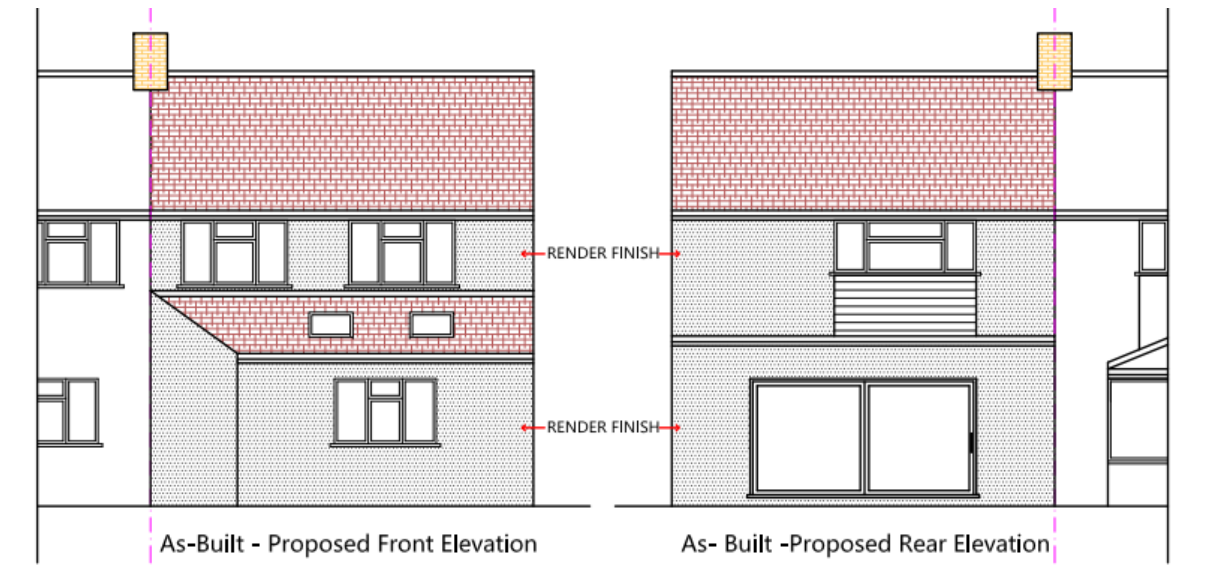 RENDER FINISH
RENDER FINISH
As-Built - Proposed Front Elevation
As- Built -Proposed Rear Elevation